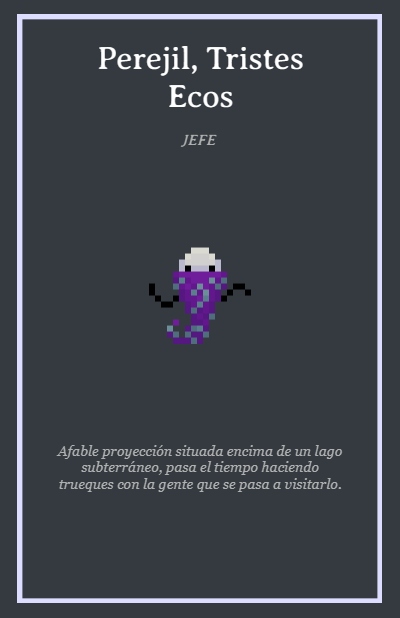 Perejil, Tristes
Ecos
JEFE
Afable proyección situada encima de un lago
subterráneo, pasa el tiempo haciendo
trueques con la gente que se pasa a visitarlo.